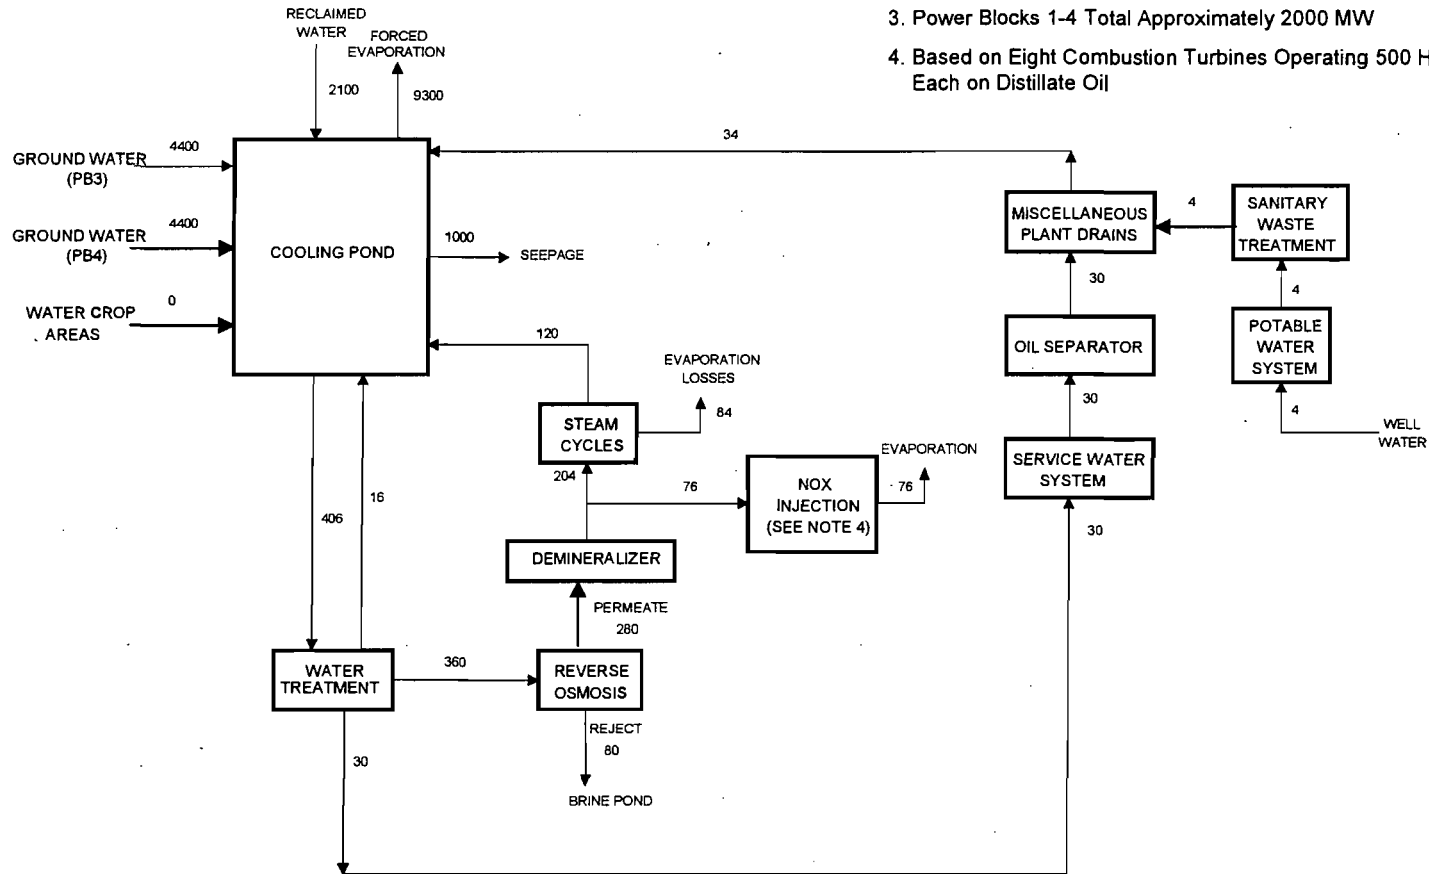 3. Power Blocks 1-4 Total Approximately 2000 MW
4. Based on Eight Combustion Turbines Operating 500 H
Each on Distillate Oil
RECLAIMED
WATER
FORCED
EVAPORATION
2100
9300
34
4400
GROUND WATER
(PB3)
4400
GROUND WATER
(PB4)
0
WATER CROP
AREAS
COOLING POND
1000
SEEPAGE
120
MISCELLANEOUS
PLANT DRAINS
4
SANITARY
WASTE
TREATMENT
30
4
OIL SEPARATOR
POTABLE
WATER
SYSTEM
30
4
WELL
WATER
SERVICE WATER
SYSTEM
30
EVAPORATION
LOSSES
84
STEAM
CYCLES
204
76
NOX
INJECTION
(SEE NOTE 4)
EVAPORATION
76
16
406
DEMINERALIZER
PERMEATE
280
WATER
TREATMENT
360
REVERSE
OSMOSIS
REJECT
80
30
BRINE POND